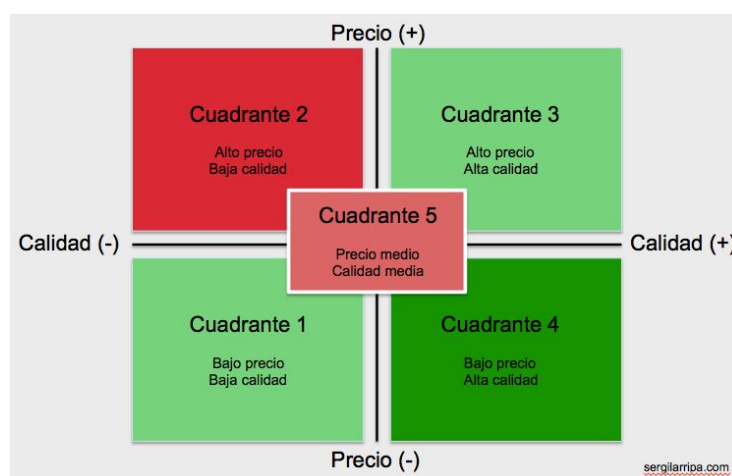 Precio (+)
Cuadrante 2
Alto precio
Baja calidad
Cuadrante 3
Alto precio
Alta calidad
Calidad (-)
Cuadrante 5
Precio medio
Calidad media
Calidad (+)
Cuadrante 1
Bajo precio
Baja calidad
Cuadrante 4
Bajo precio
Alta calidad
Precio (-)
sergilarripa.com